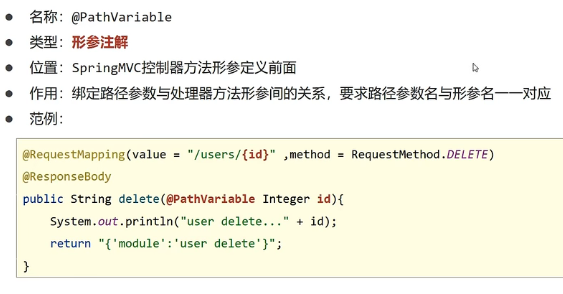 ● 名称：@PathVariable
● 类型：形参注解
● 位置：SpringMVC控制器方法形参定义前面
● 作用：绑定路径参数与处理器方法形参间的关系，要求路径参数名与形参名一一对应
● 范例：
@RequestMapping(value = "/users/{id}" ,method = RequestMethod.DELETE)
@ResponseBody
public String delete(@PathVariable Integer id){
    System.out.println("user delete..." + id);
    return "{'module':'user delete'}";
}